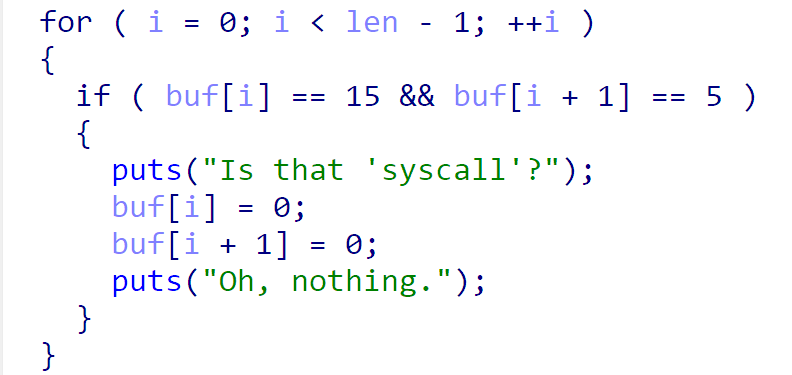 for ( i = 0; i < len - 1; ++i )
{
  if ( buf[i] == 15 && buf[i + 1] == 5 )
  {
    puts("Is that 'syscall'?");
    buf[i] = 0;
    buf[i + 1] = 0;
    puts("Oh, nothing.");
  }
}